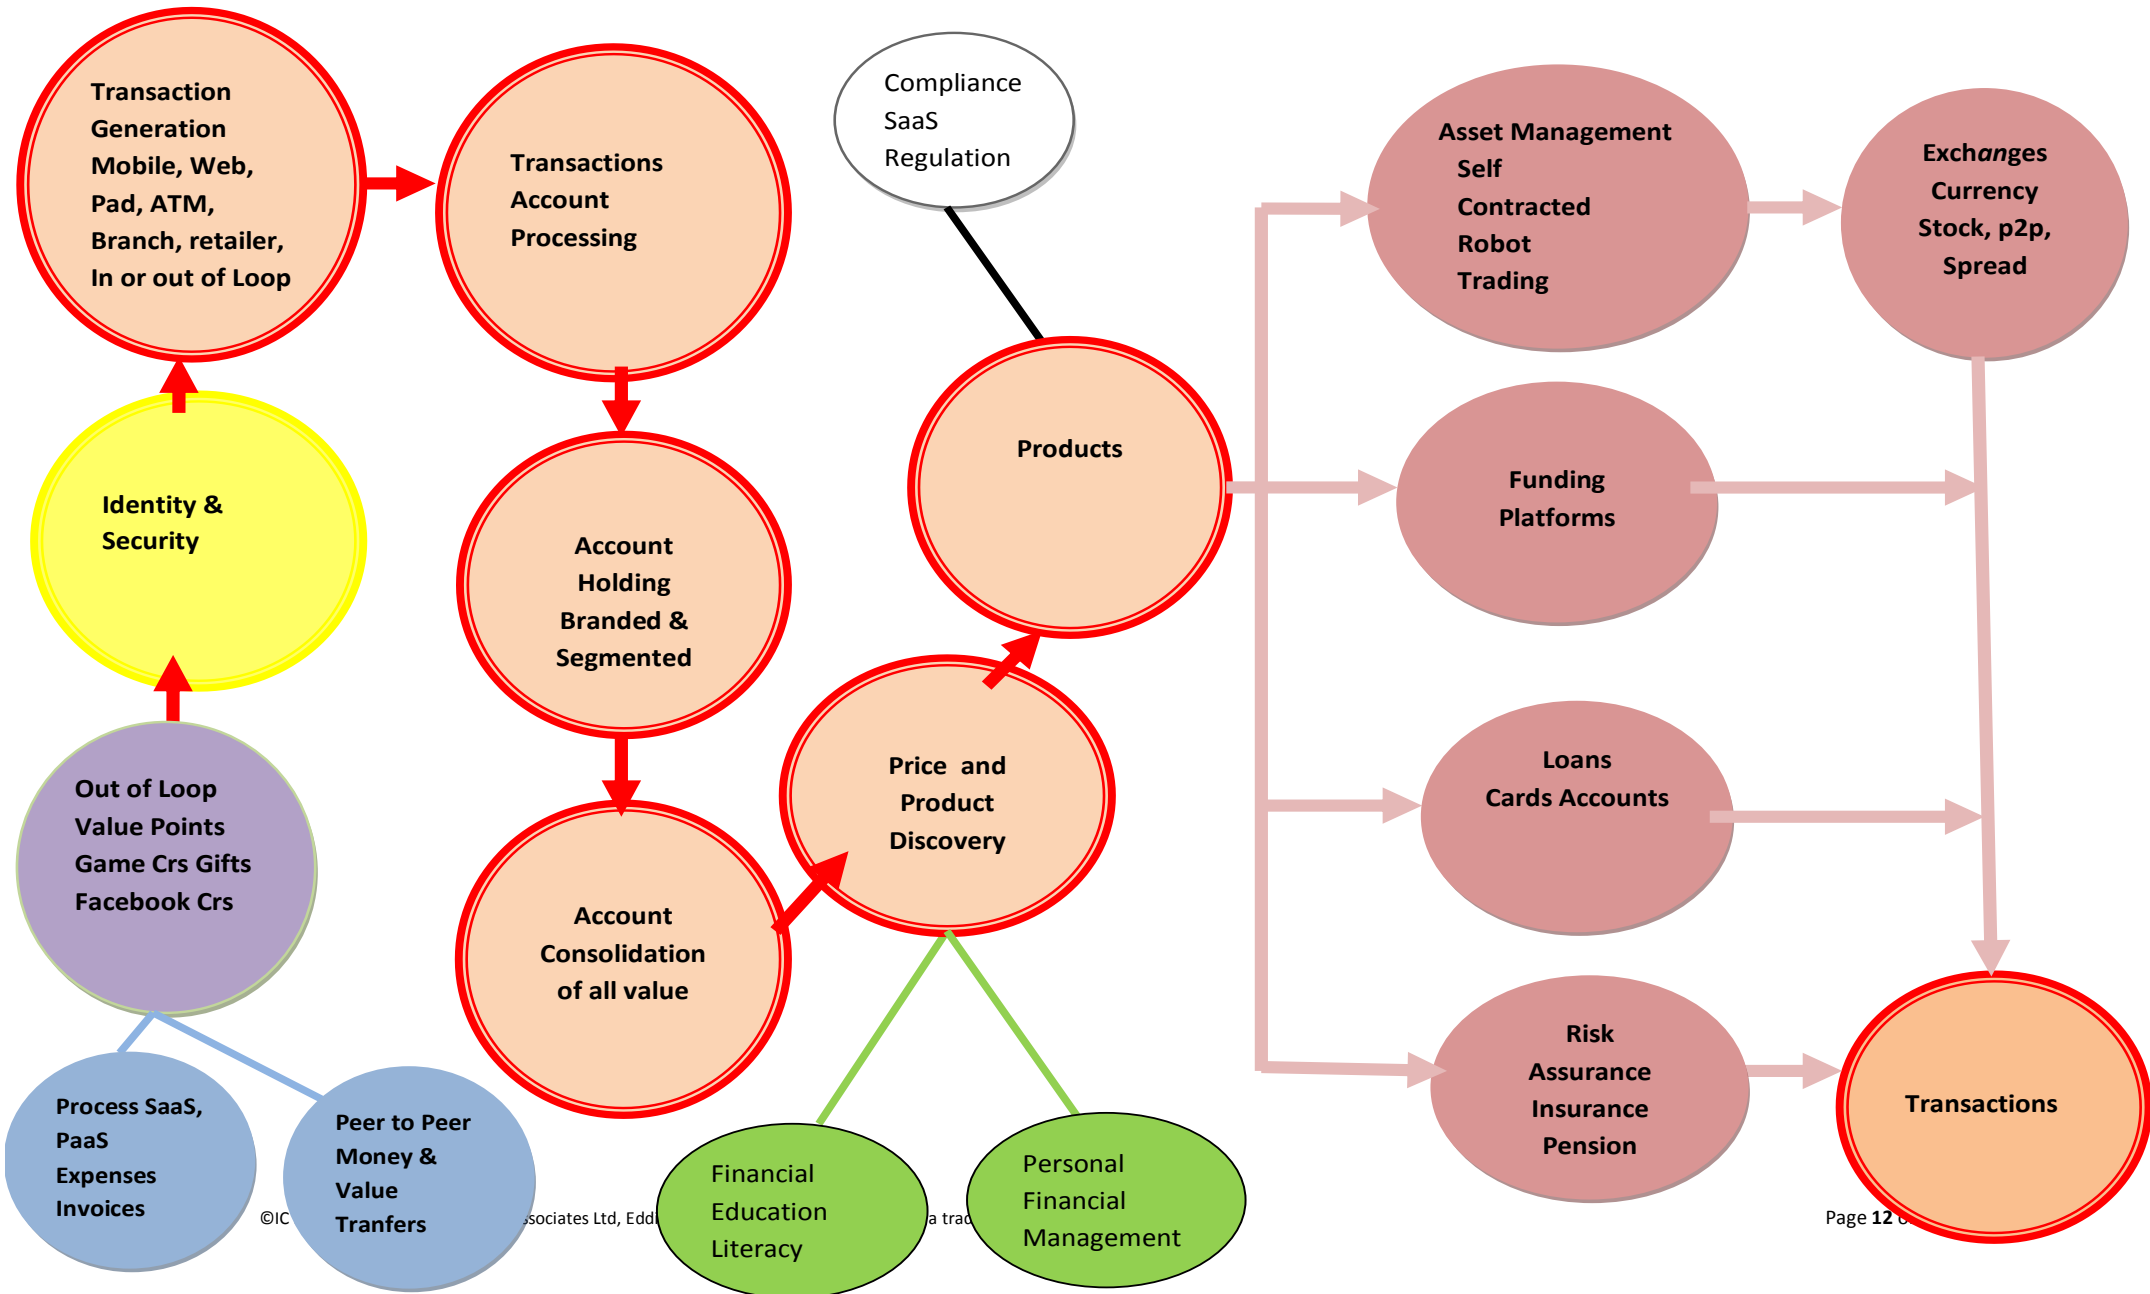 Transaction
Generation
Mobile, Web,
Pad, ATM,
Branch, retailer,
In or out of Loop
Transactions
Account
Processing
Compliance
SaaS
Regulation
Asset Management
Self
Contracted
Robot
Trading
Exchanges
Currency
Stock, p2p,
Spread
Identity &
Security
Account
Holding
Branded &
Segmented
Products
Funding
Platforms
Out of Loop
Value Points
Game Crs Gifts
Facebook Crs
Account
Consolidation
of all value
Price  and
Product
Discovery
Loans
Cards Accounts
Risk
Assurance
Insurance
Pension
Transactions
Process SaaS,
PaaS
Expenses
Invoices
Peer to Peer
Money &
Value
Tranfers
Financial
Education
Literacy
Personal
Financial
Management
©IC Ltd, a Page 12